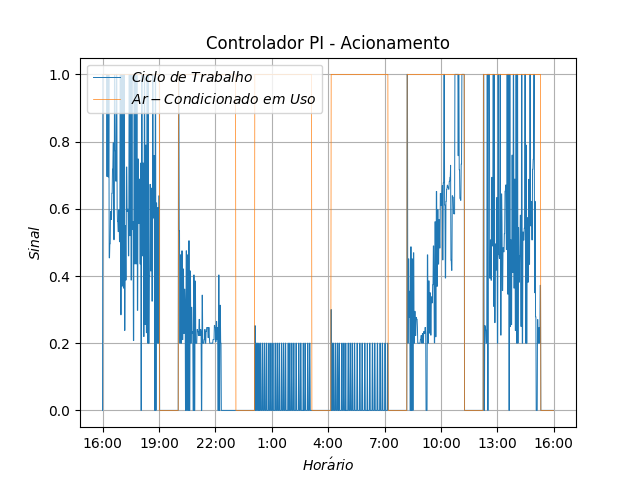 Controlador PI - Acionamento
Ciclo de Trabalho
Ar - Condicionado em Uso
Sinal
1.0
0.8
0.6
0.4
0.2
0.0
16:00 19:00 22:00 1:00 4:00 7:00 10:00 13:00 16:00
Horário